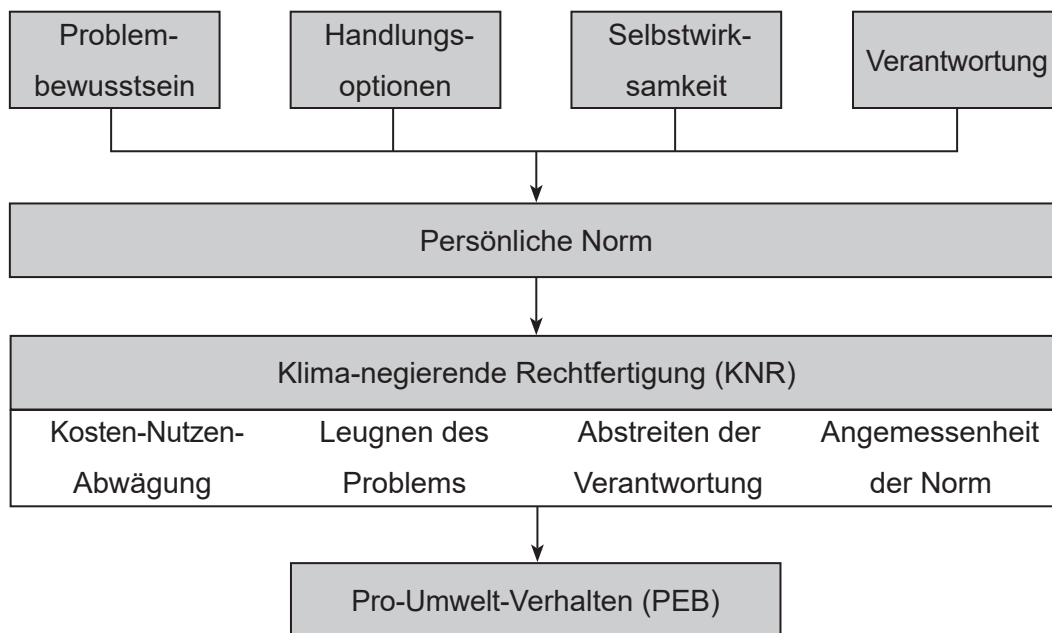 Problem-
bewusstsein
Handlungs-
optionen
Selbstwirk-
samkeit
Verantwortung
Persönliche Norm
Klima-negierende Rechtfertigung (KNR)
Kosten-Nutzen-
Abwägung
Leugnen des
Problems
Abstreiten der
Verantwortung
Angemessenheit
der Norm
Pro-Umwelt-Verhalten (PEB)